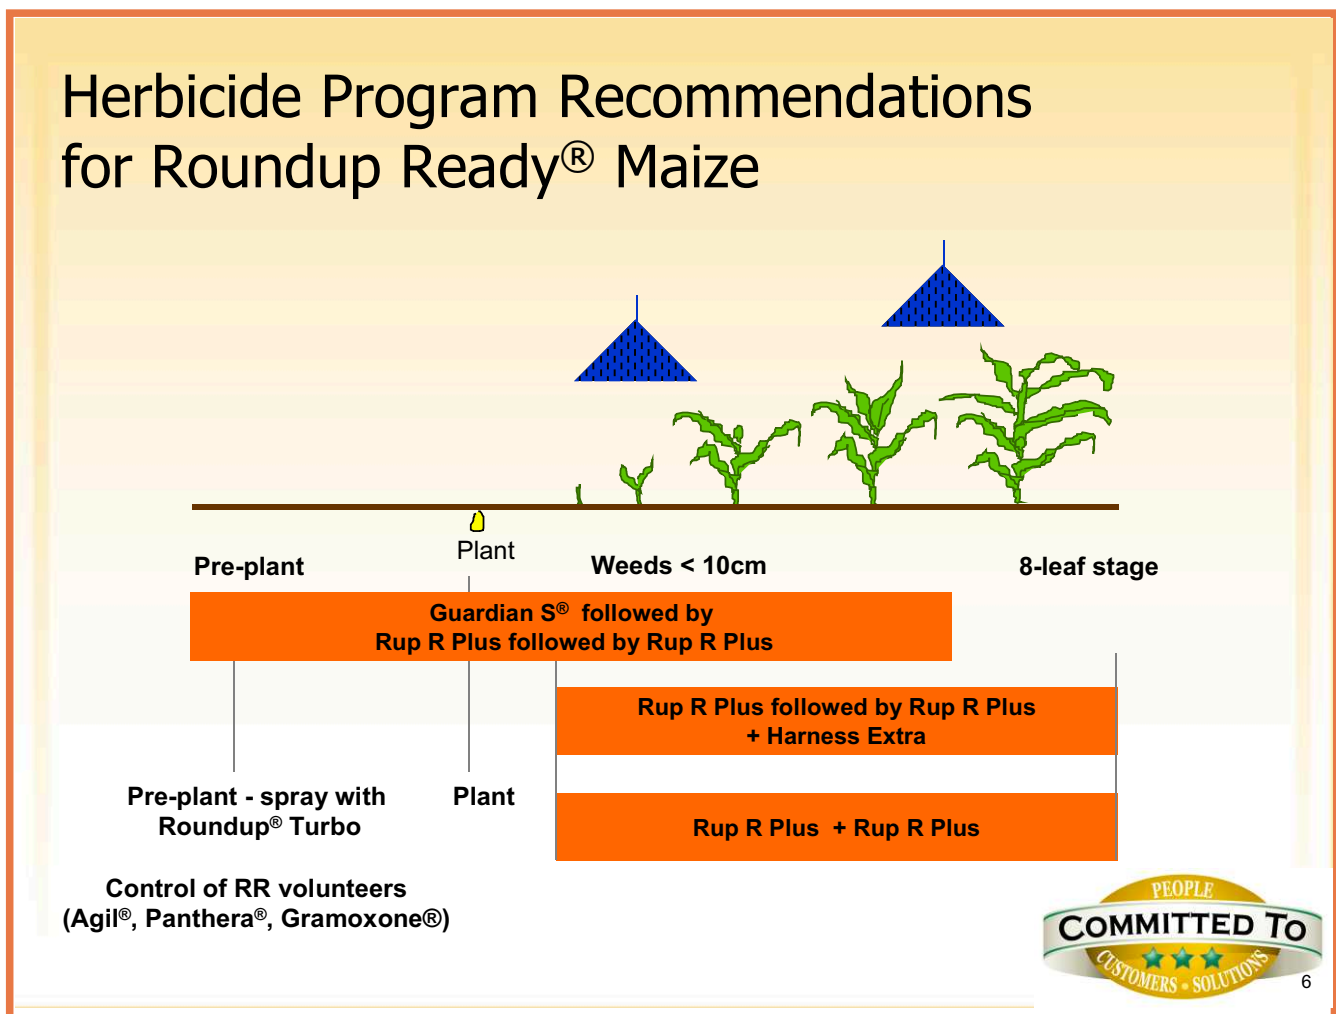 Herbicide Program Recommendations
for Roundup Ready® Maize
Plant
Pre-plant
Weeds < 10cm
8-leaf stage
Guardian S® followed by
Rup R Plus followed by Rup R Plus
Rup R Plus followed by Rup R Plus
+ Harness Extra
Pre-plant - spray with
Roundup® Turbo
Plant
Rup R Plus + Rup R Plus
Control of RR volunteers
(Agil®, Panthera®, Gramoxone®)
PEOPLE
COMMITTED TO
CUSTOMERS • SOLUTIONS
6